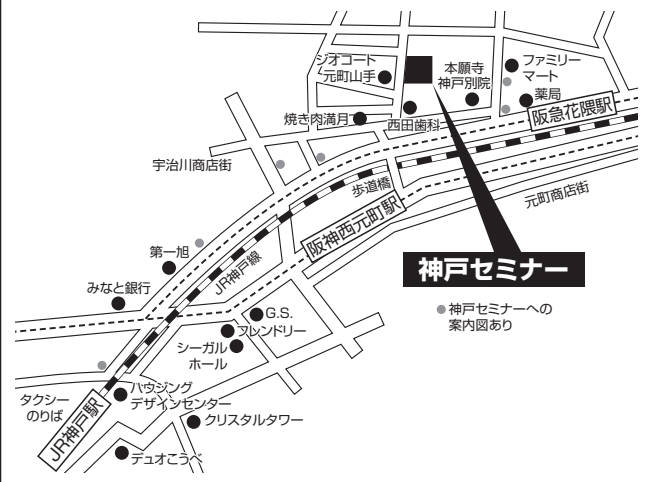 ジオコート
元町山手
本願寺
神戸別院
ファミリー
マート
薬局
阪急花隈駅
焼き肉満月
西田歯科
宇治川商店街
歩道橋
元町商店街
阪神西元町駅
神戸セミナー
第一旭
JR神戸線
みなと銀行
神戸セミナーへの
案内図あり
G.S.
フレンドリー
シーガル
ホール
タクシー
のりば
ハウジング
デザインセンター
JR神戸駅
クリスタルタワー
デュオこうべ